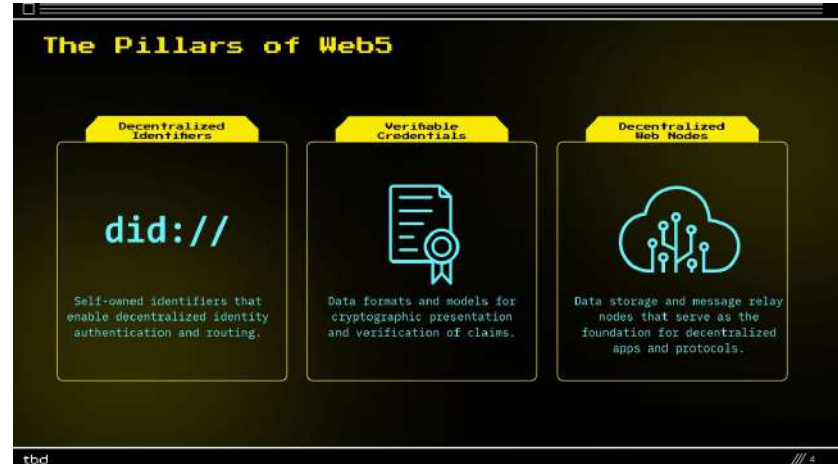 The Pillars of Web5
Decentralized
Identifiers
did://
Self-owned identifiers that
enable decentralized identity
authentication and routing.
Verifiable
Credentials
Data formats and models for
cryptographic presentation
and verification of claims.
Decentralized
Web Nodes
Data storage and message relay
nodes that serve as the
foundation for decentralized
apps and protocols.
tbd
/// 4